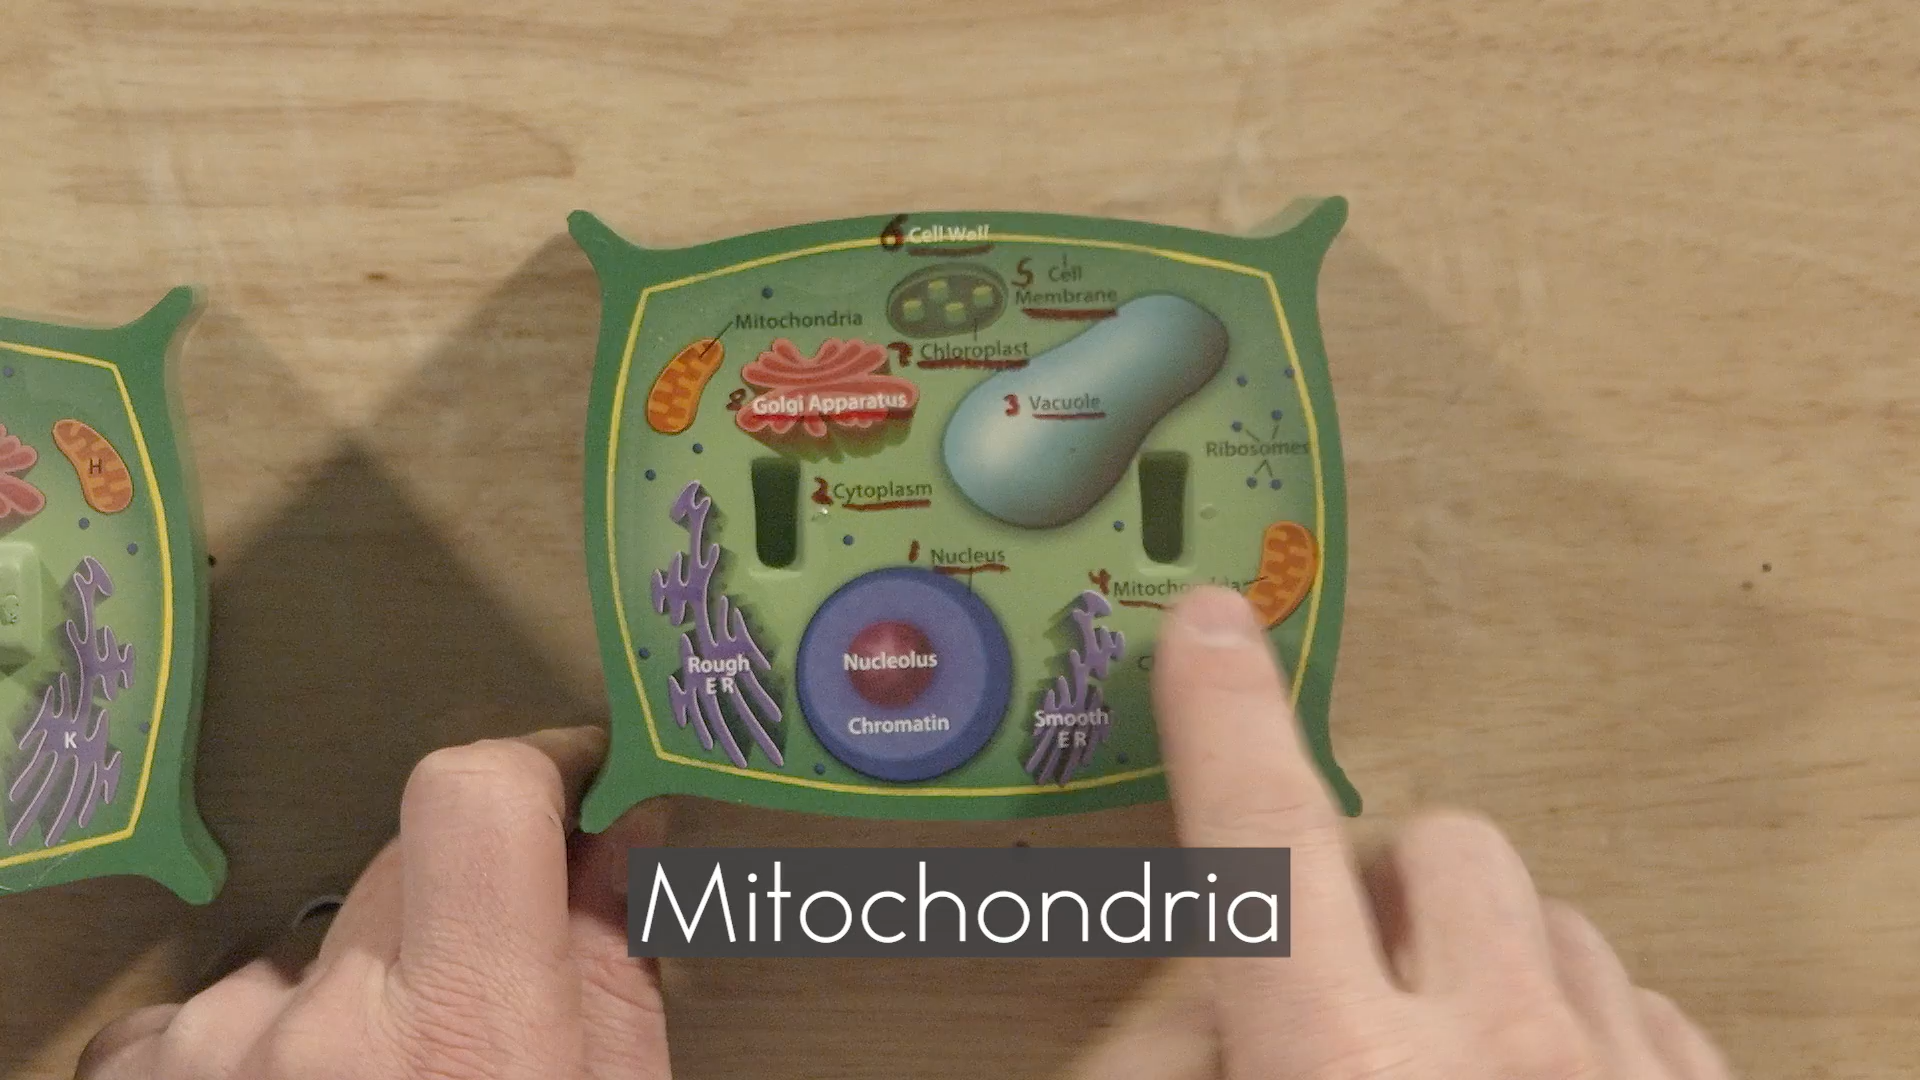 6 Cell Wall
5 Cell
Membrane
Mitochondria
7 Chloroplast
8 Golgi Apparatus
3 Vacuole
Ribosomes
H
2 Cytoplasm
1 Nucleus
4 Mitochondria
Rough
ER
Nucleolus
Chromatin
Smooth
ER
K
Mitochondria